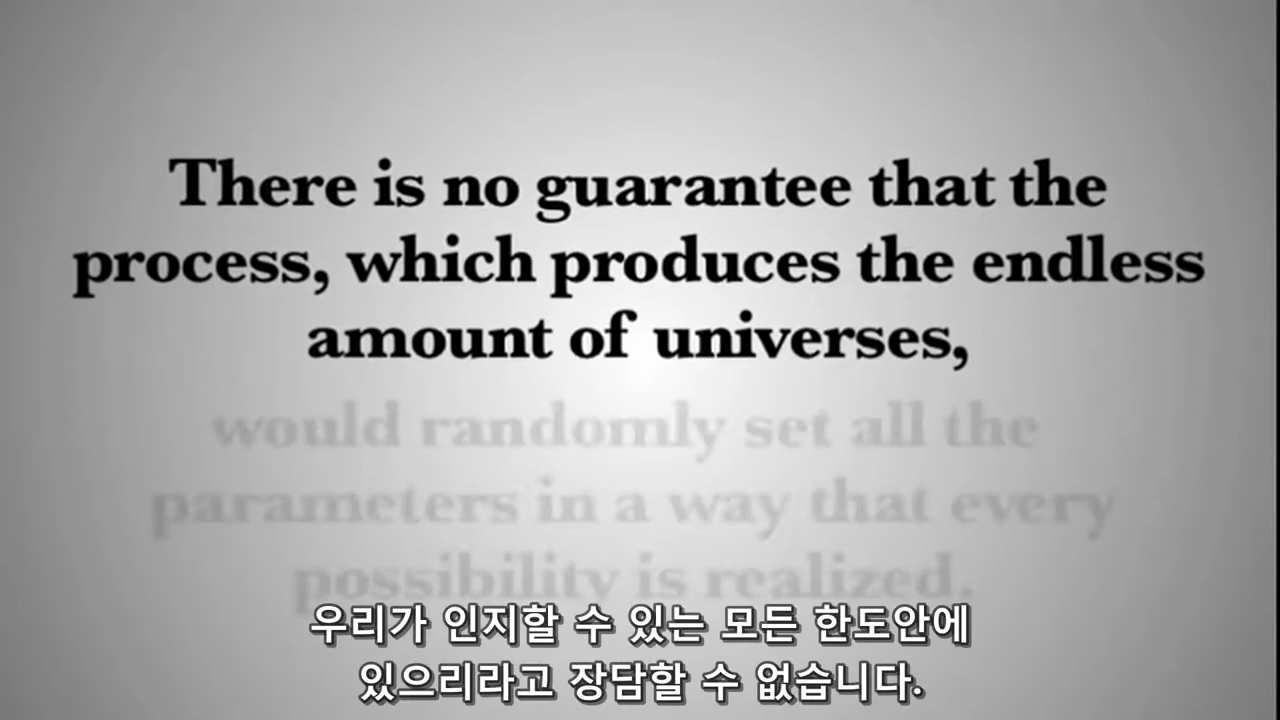 There is no guarantee that the
process, which produces the endless
amount of universes,
would randomly set all the
parameters in a way that every
possibility is realized.
우리가 인지할 수 있는 모든 한도안에
있으리라고 장담할 수 없습니다.